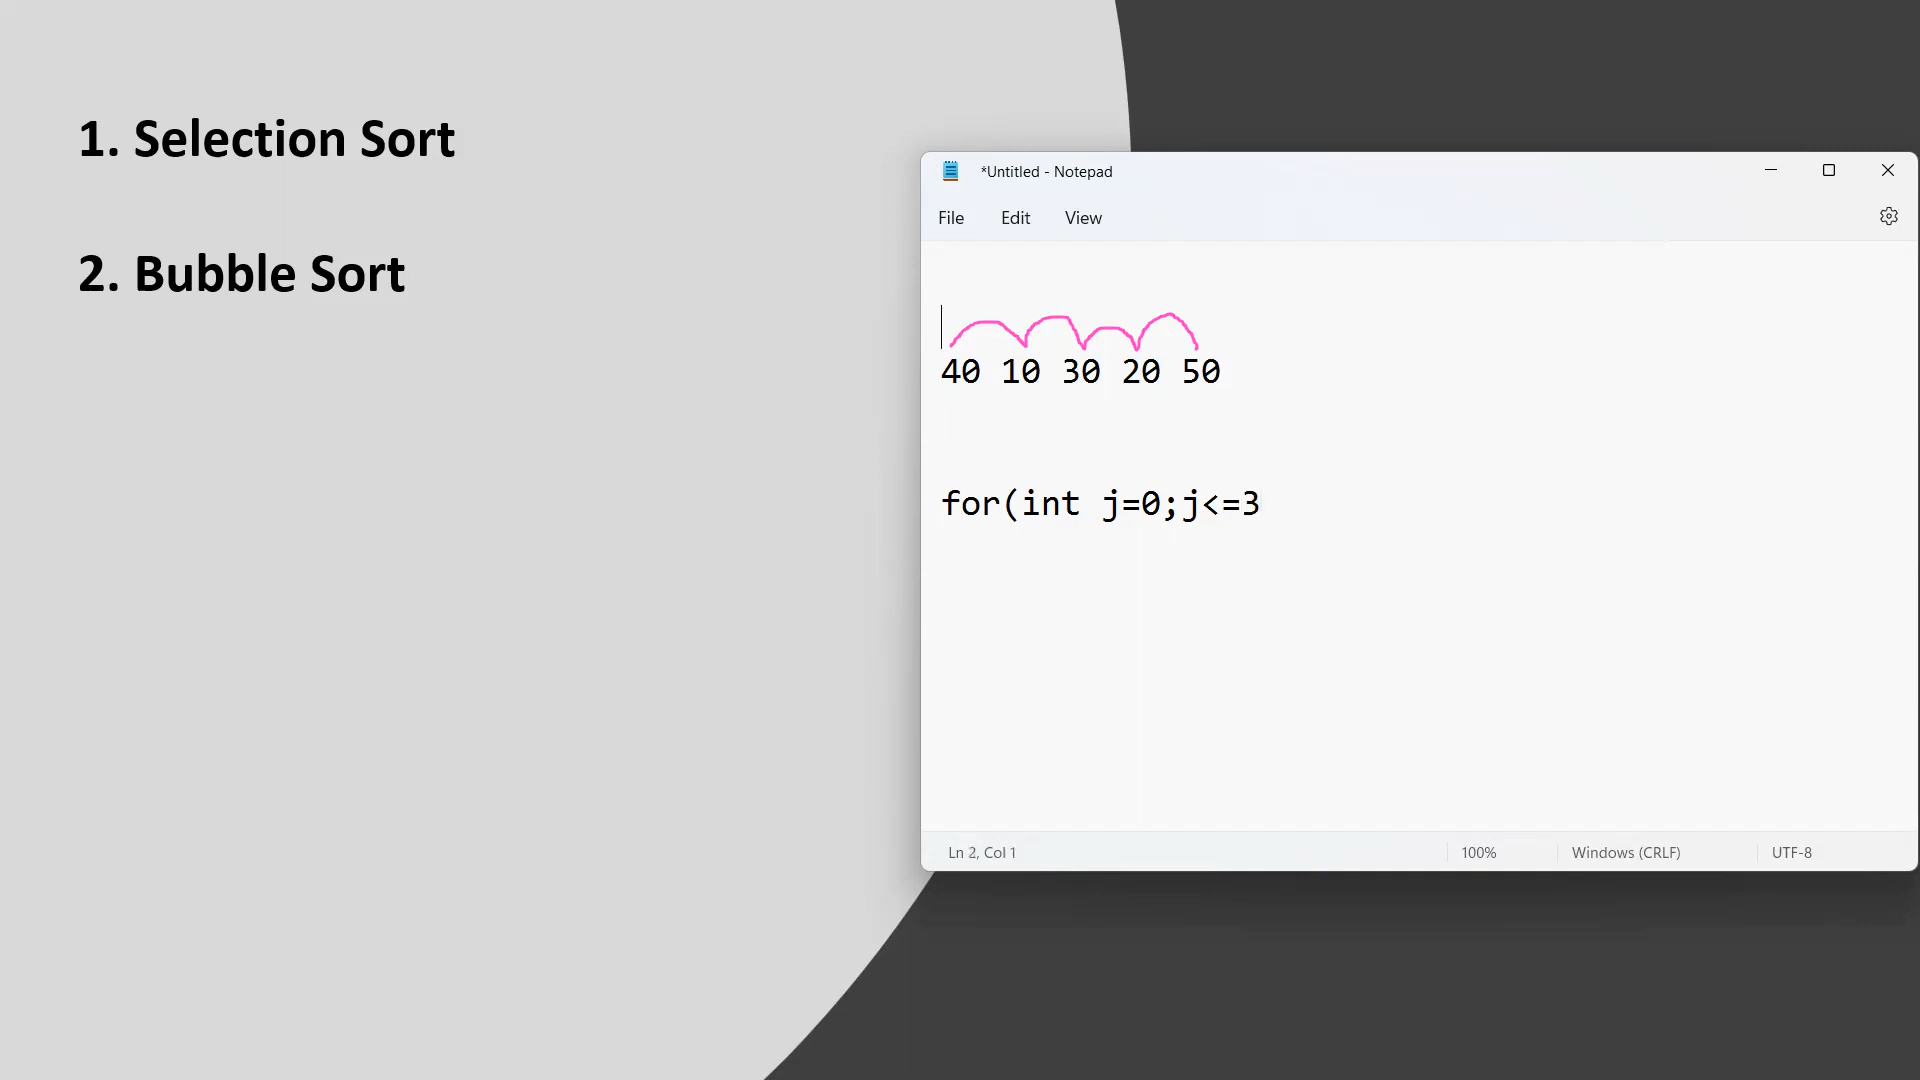 1. Selection Sort
2. Bubble Sort
*Untitled - Notepad
File Edit View
40 10 30 20 50
for(int j=0;j<=3
Ln 2, Col 1 100% Windows (CRLF) UTF-8